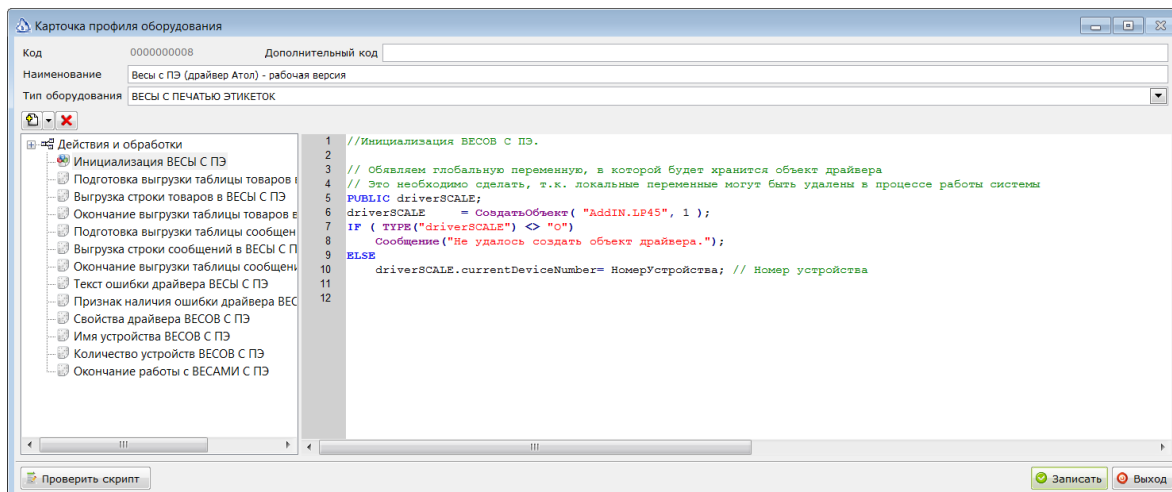 Карточка профиля оборудования
Код 0000000008 Дополнительный код
Наименование Весы с ПЭ (драйвер Атол) - рабочая версия
Тип оборудования ВЕСЫ С ПЕЧАТЬЮ ЭТИКЕТОК
Действия и обработки
Инициализация ВЕСЫ С ПЭ
Подготовка выгрузки таблицы товаров в
Выгрузка строки товаров в ВЕСЫ С ПЭ
Окончание выгрузки таблицы товаров в
Подготовка выгрузки таблицы сообщен
Выгрузка строки сообщений в ВЕСЫ С П
Окончание выгрузки таблицы сообщени
Текст ошибки драйвера ВЕСЫ С ПЭ
Признак наличия ошибки драйвера ВЕС
Свойства драйвера ВЕСОВ С ПЭ
Имя устройства ВЕСОВ С ПЭ
Количество устройств ВЕСОВ С ПЭ
Окончание работы с ВЕСАМИ С ПЭ
1 //Инициализация ВЕСОВ С ПЭ.
2
3 // Обявляем глобальную переменную, в которой будет хранится объект драйвера
4 // Это необходимо сделать, т.к. локальные переменные могут быть удалены в процессе работы системы
5 PUBLIC driverSCALE;
6 driverSCALE = СоздатьОбъект( "AddIN.LP45", 1 );
7 IF ( TYPE("driverSCALE") <> "O")
8 Сообщение("Не удалось создать объект драйвера.");
9 ELSE
10 driverSCALE.currentDeviceNumber= НомерУстройства; // Номер устройства
11
12
Проверить скрипт
Записать
Выход